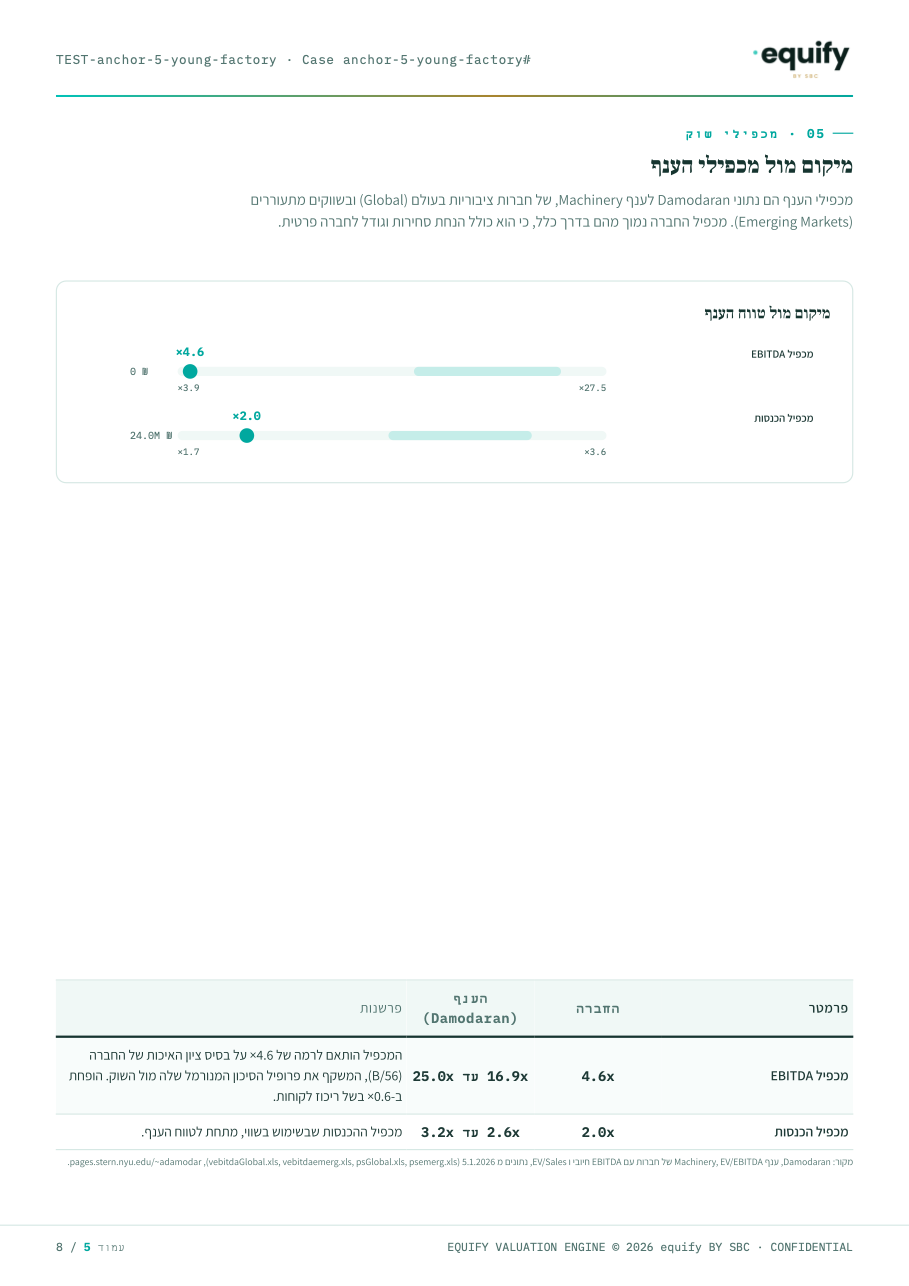 TEST-anchor-5-young-factory · Case anchor-5-young-factory#
equify
BY SBC
05 · מכפילי שוק
מיקום מול מכפילי הענף
מכפילי הענף הם נתוני Damodaran לענף Machinery, של חברות ציבוריות בעולם (Global) ובשווקים מתעוררים
(Emerging Markets). מכפיל החברה נמוך מהם בדרך כלל, כי הוא כולל הנחת סחירות וגודל לחברה פרטית.
מיקום מול טווח הענף
מכפיל EBITDA
×4.6
0 ₪
×3.9
×27.5
מכפיל הכנסות
×2.0
24.0M ₪
×1.7
×3.6
פרמטר
החברה
הענף
(Damodaran)
פרשנות
מכפיל EBITDA
4.6x
16.9x עד 25.0x
המכפיל הותאם לרמה של 4.6× על בסיס ציון האיכות של החברה
(B/56), המשקף את פרופיל הסיכון המנורמל שלה מול השוק. הופחת
ב-0.6× בשל ריכוז לקוחות.
מכפיל הכנסות
2.0x
2.6x עד 3.2x
מכפיל ההכנסות שבשימוש בשווי, מתחת לטווח הענף.
מקור: Damodaran, ענף Machinery, EV/EBITDA של חברות עם EBITDA חיובי ו EV/Sales, נתונים מ 5.1.2026 (vebitdaGlobal.xls, vebitdaemerg.xls, psGlobal.xls, psemerg.xls), pages.stern.nyu.edu/~adamodar.
EQUIFY VALUATION ENGINE © 2026 equify BY SBC · CONFIDENTIAL
עמוד 5 / 8